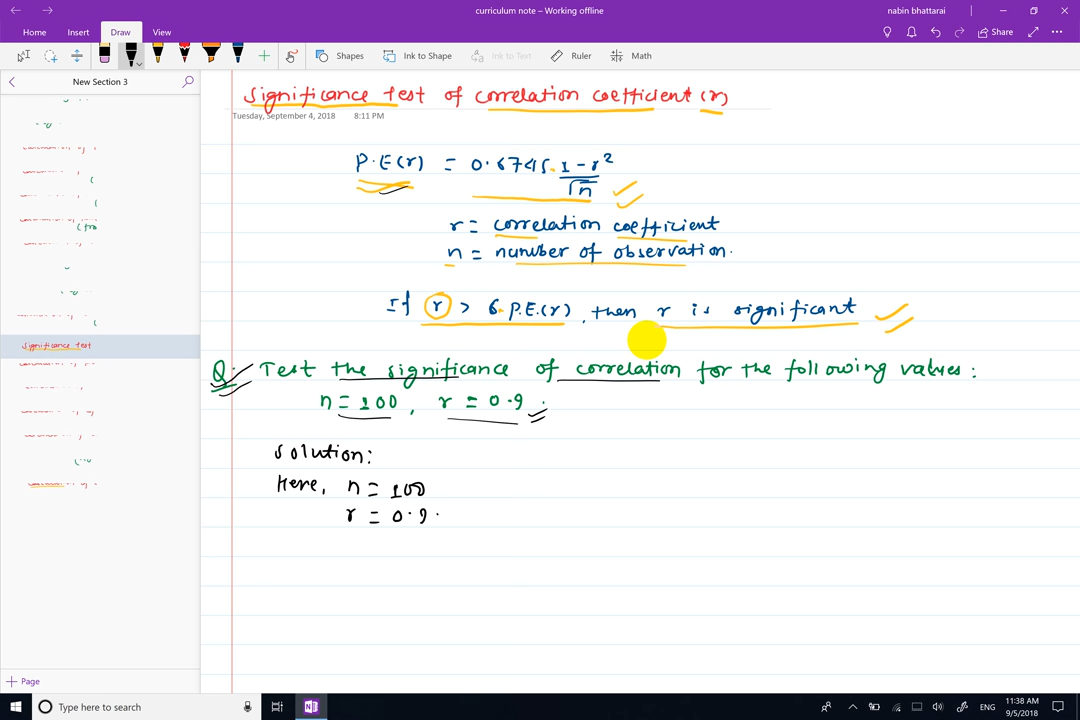 curriculum note – Working offline
nabin bhattarai
Home Insert Draw View
Share
Shapes
Ink to Shape
Ink to Text
Ruler
Math
New Section 3
Significance test of correlation coefficient (r)
Tuesday, September 4, 2018 8:11 PM
P.E(r) = 0.6745. 1-r²
√n
r = correlation coefficient
n = number of observation.
If r > 6.P.E.(r), then r is significant
Significance test
Q. Test the significance of correlation for the following values:
n = 100, r = 0.9.
Solution:
Here, n = 100
r = 0.9.
+ Page
Type here to search
ENG
11:38 AM
9/5/2018